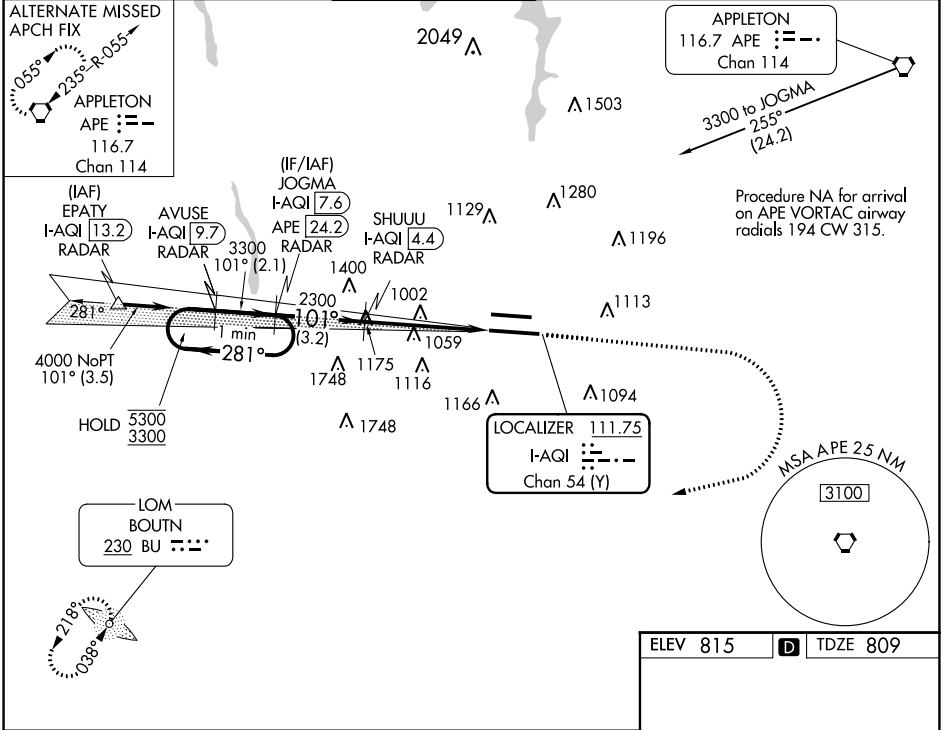 ALTERNATE MISSED
APCH FIX
055°
235°
R-055
APPLETON
APE
116.7
Chan 114
2049
1503
APPLETON
116.7 APE
Chan 114
3300 to JOGMA
255°
(24.2)
Procedure NA for arrival
on APE VORTAC airway
radials 194 CW 315.
(IAF)
EPATY
I-AQI 13.2
RADAR
AVUSE
I-AQI 9.7
RADAR
(IF/IAF)
JOGMA
I-AQI 7.6
APE 24.2
RADAR
SHUUU
I-AQI 4.4
RADAR
3300
101° (2.1)
1129
1280
1196
1400
1002
1113
281°
2300
101°
(3.2)
1 min
281°
1059
4000 NoPT
101° (3.5)
1748
1175
1116
1166
1094
HOLD 5300
3300
1748
LOCALIZER 111.75
I-AQI
Chan 54 (Y)
MSA APE 25 NM
3100
LOM
BOUTN
230 BU
218°
038°
ELEV 815 D TDZE 809